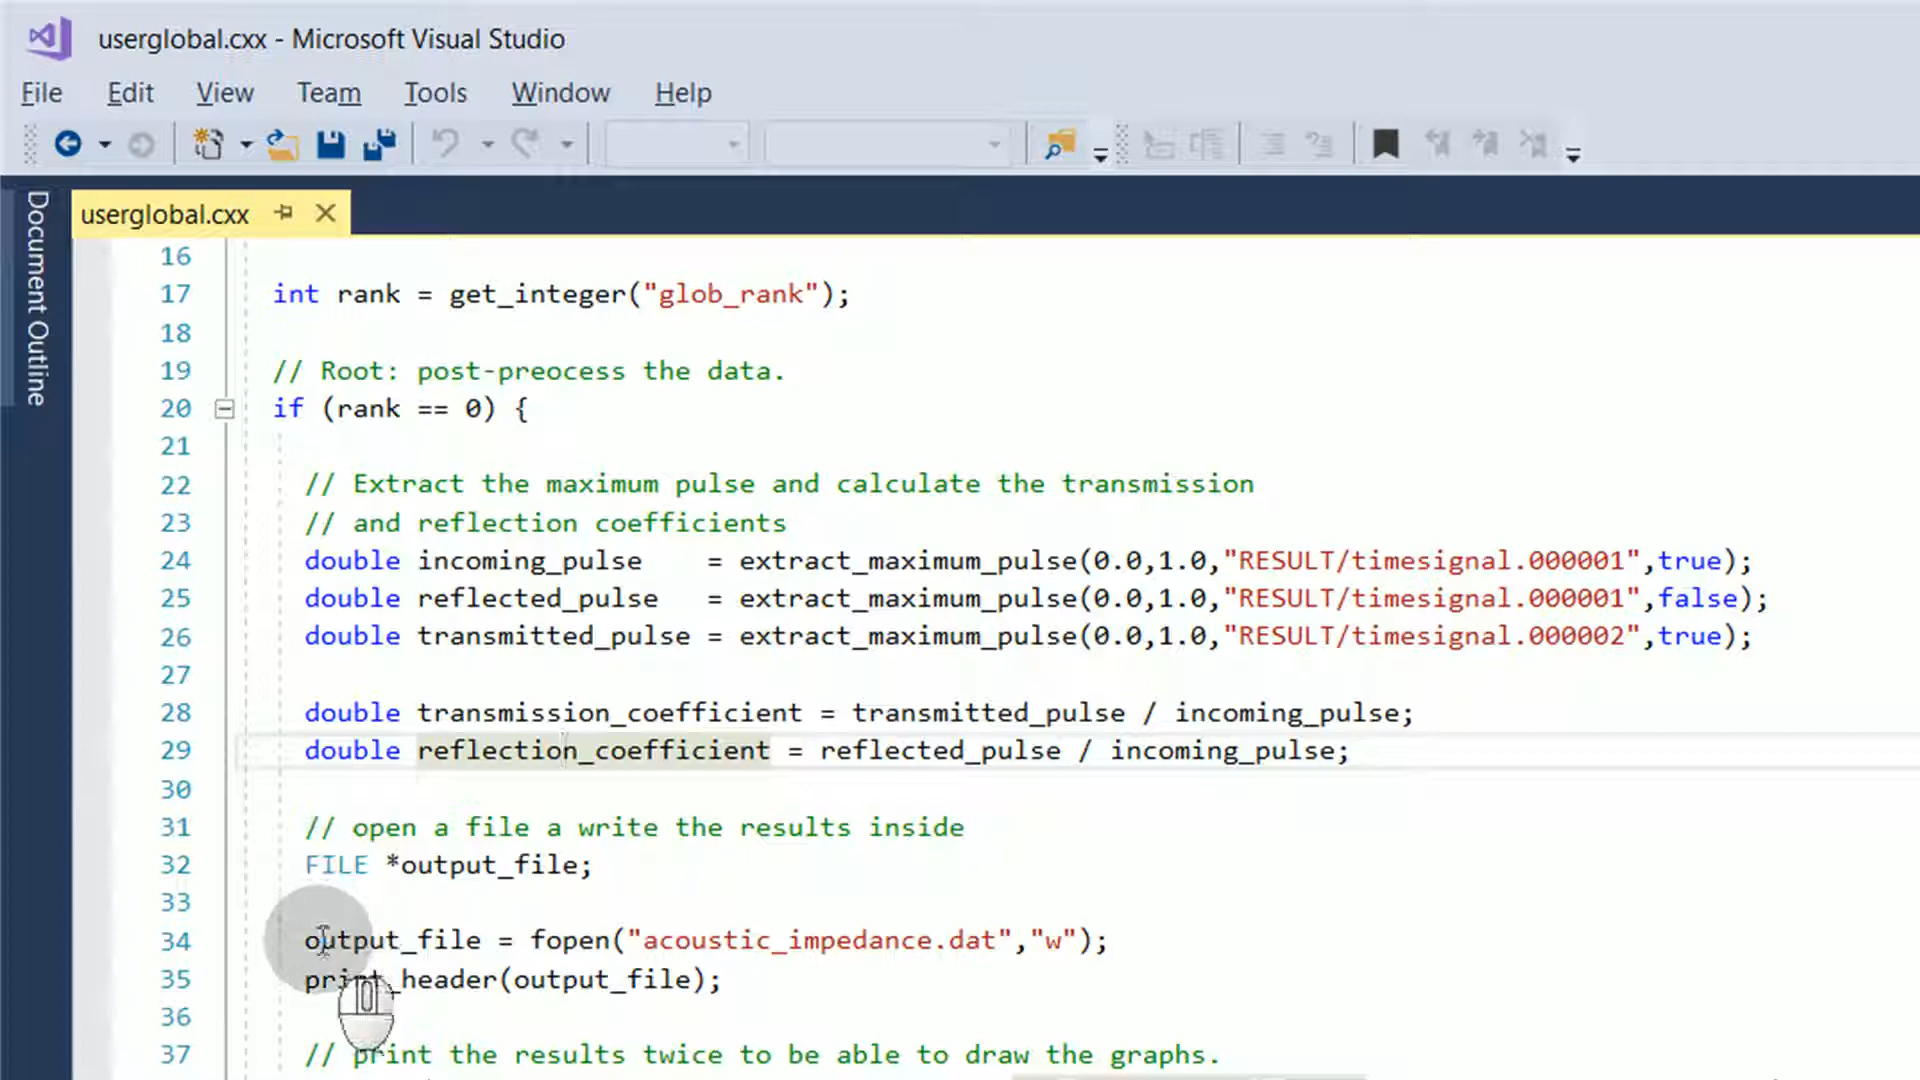 userglobal.cxx - Microsoft Visual Studio
File Edit View Team Tools Window Help
Document Outline
userglobal.cxx
16
17 int rank = get_integer("glob_rank");
18
19 // Root: post-preocess the data.
20 if (rank == 0) {
21
22 // Extract the maximum pulse and calculate the transmission
23 // and reflection coefficients
24 double incoming_pulse = extract_maximum_pulse(0.0,1.0,"RESULT/timesignal.000001",true);
25 double reflected_pulse = extract_maximum_pulse(0.0,1.0,"RESULT/timesignal.000001",false);
26 double transmitted_pulse = extract_maximum_pulse(0.0,1.0,"RESULT/timesignal.000002",true);
27
28 double transmission_coefficient = transmitted_pulse / incoming_pulse;
29 double reflection_coefficient = reflected_pulse / incoming_pulse;
30
31 // open a file a write the results inside
32 FILE *output_file;
33
34 output_file = fopen("acoustic_impedance.dat","w");
35 print_header(output_file);
36
37 // print the results twice to be able to draw the graphs.